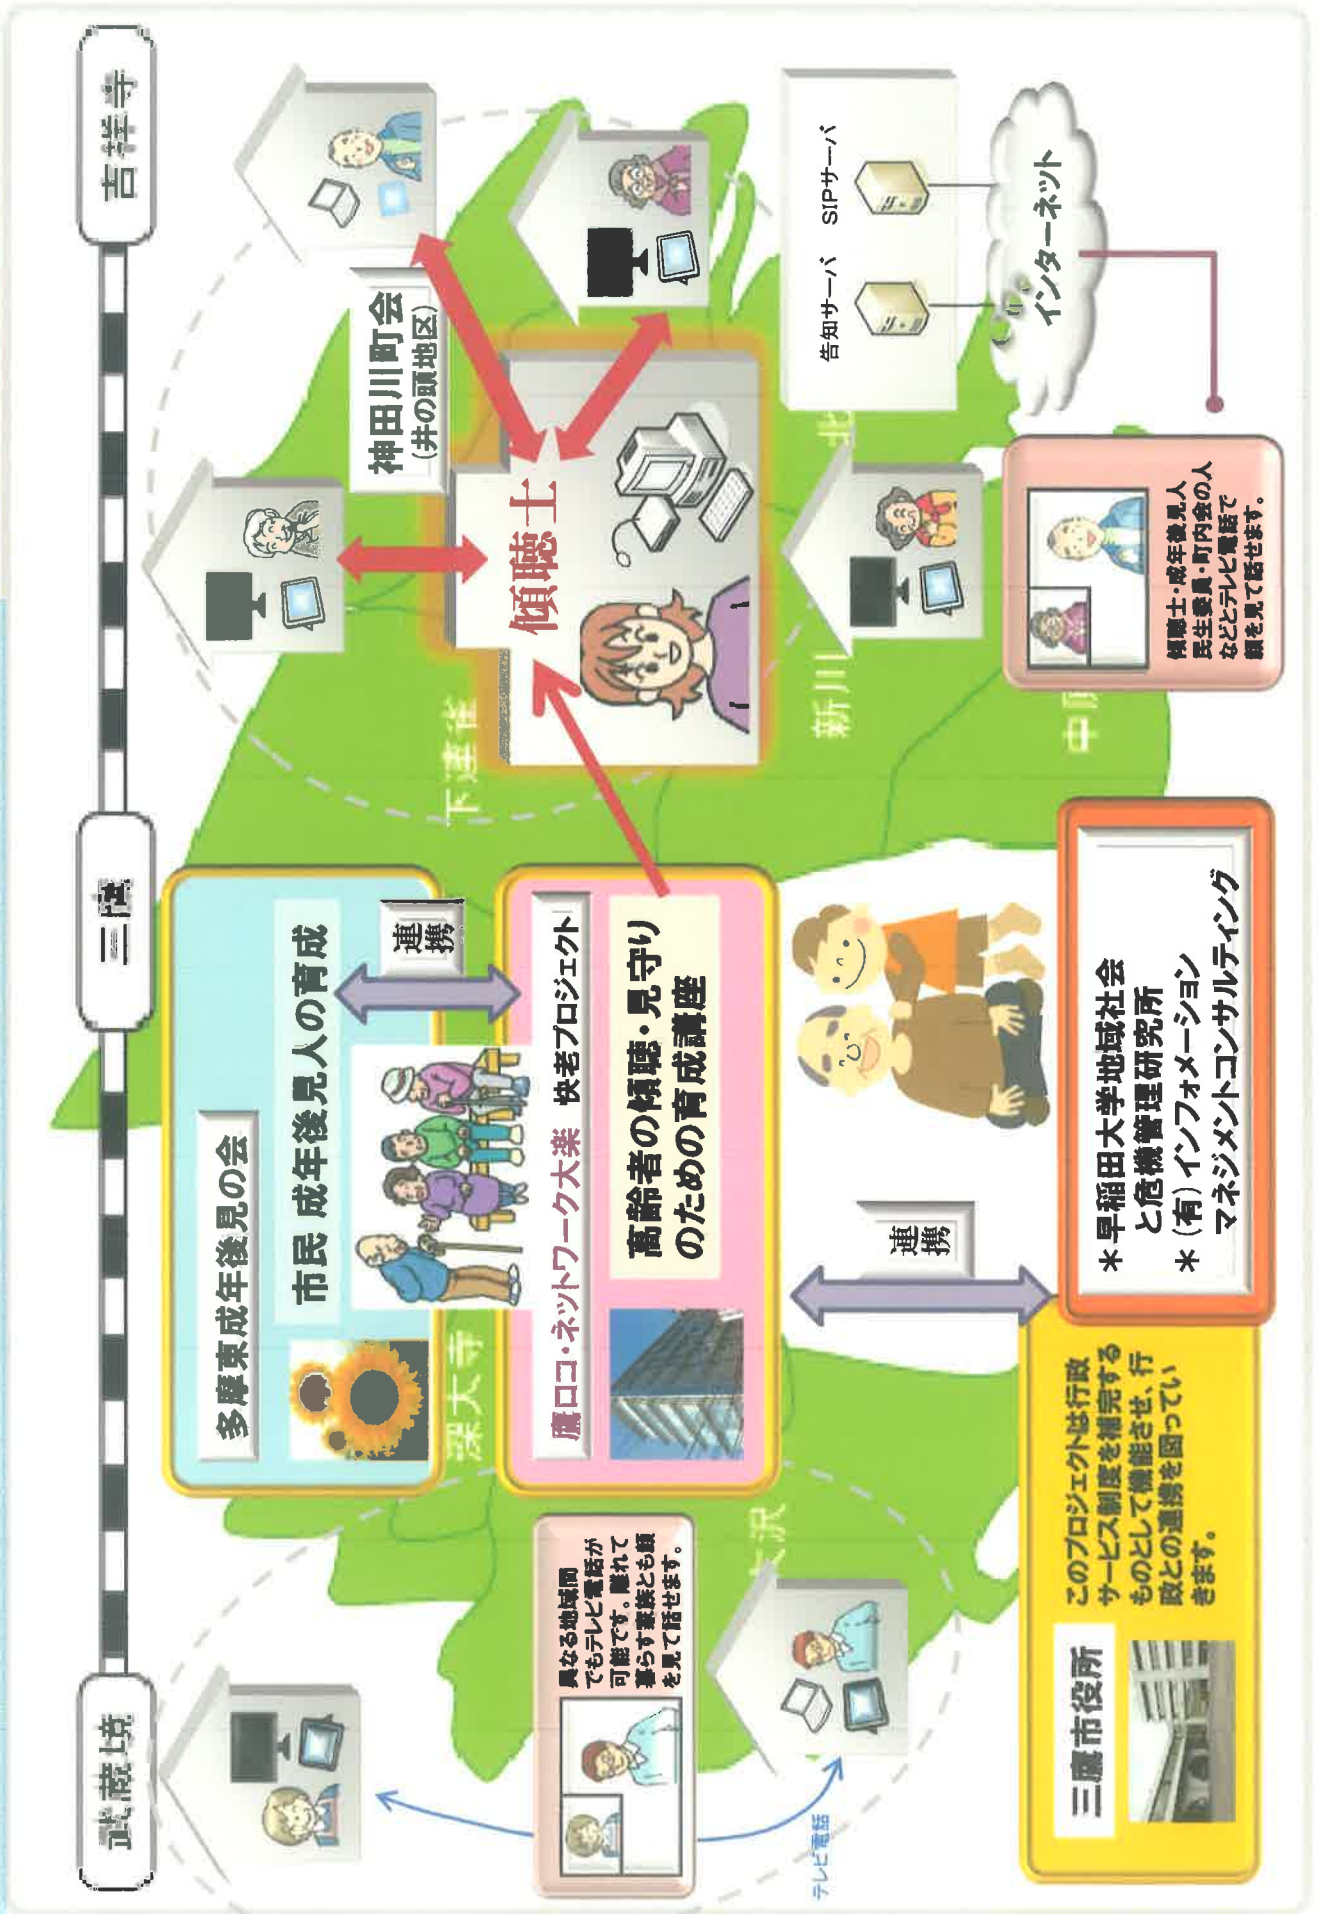 武蔵境
三鷹
吉祥寺
多摩東成年後見の会
市民 成年後見人の育成
連携
鷹ロコ・ネットワーク大楽 快老プロジェクト
高齢者の傾聴・見守り
のための育成講座
神田川町会
(井の頭地区)
傾聴士
下連雀
深大寺
大沢
新川
北
中原
異なる地域間
でもテレビ電話が
可能です。離れて
暮らす家族とも顔
を見て話せます。
テレビ電話
告知サーバ
SIPサーバ
インターネット
傾聴士・成年後見人
民生委員・町内会の人
などとテレビ電話で
顔を見て話せます。
連携
三鷹市役所
このプロジェクトは行政
サービス制度を補完する
ものとして機能させ、行
政との連携を図ってい
きます。
＊早稲田大学地域社会
と危機管理研究所
＊(有)インフォメーション
マネジメントコンサルティング